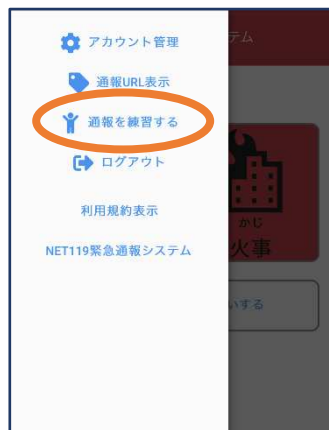 アカウント管理
テム
通報URL表示
通報を練習する
ログアウト
かじ
火事
利用規約表示
NET119緊急通報システム
いする